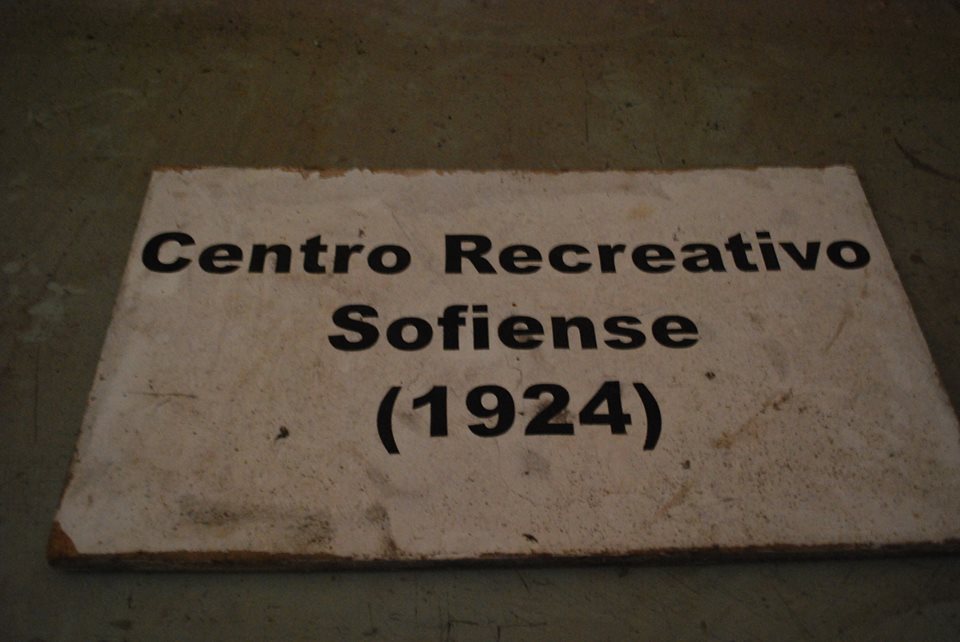 Centro Recreativo
Sofiense
(1924)